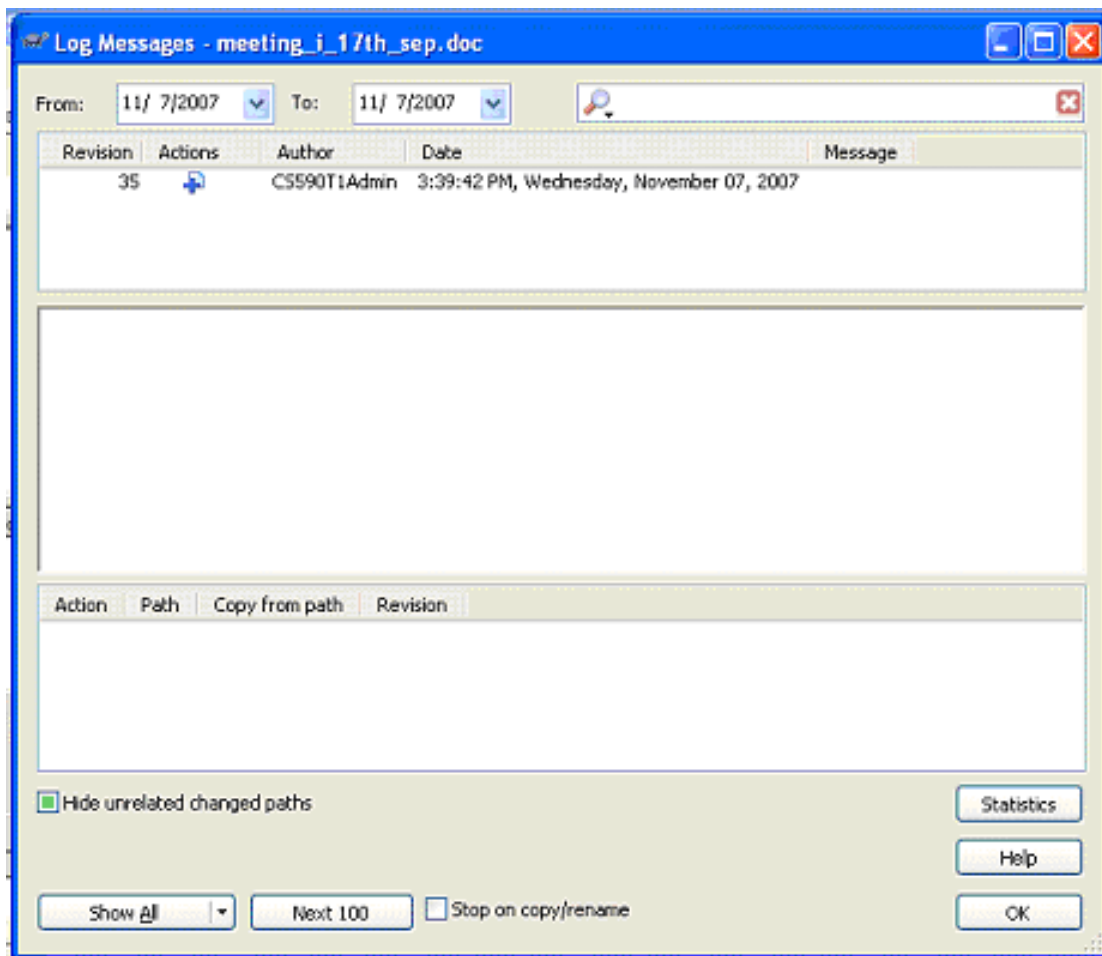 Log Messages - meeting_i_17th_sep.doc
From: 11/ 7/2007 To: 11/ 7/2007
Revision Actions Author Date Message
35 CS590T1Admin 3:39:42 PM, Wednesday, November 07, 2007
Action Path Copy from path Revision
Hide unrelated changed paths
Statistics
Help
Show All Next 100 Stop on copy/rename OK